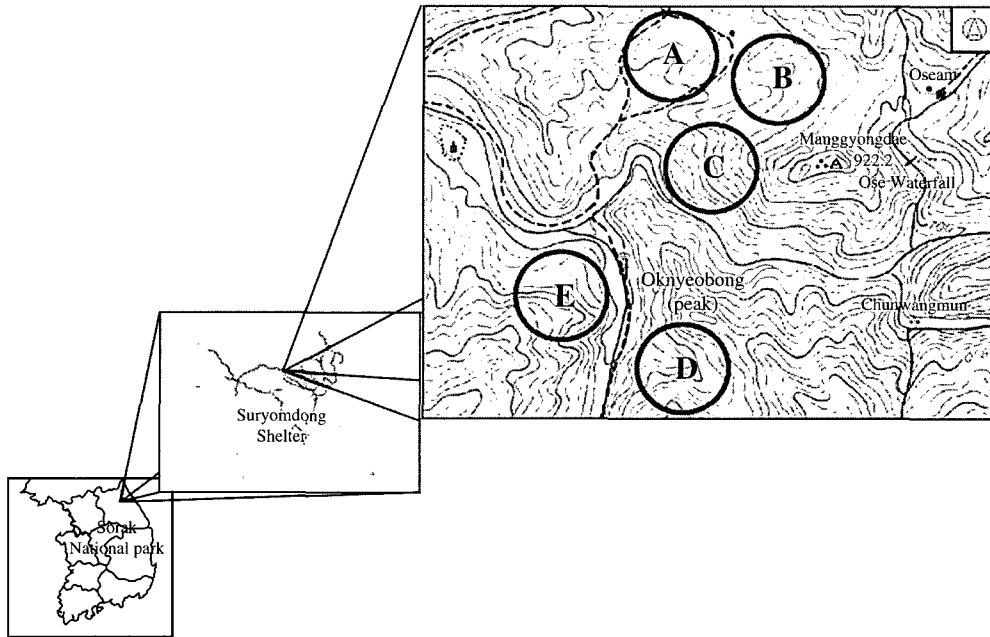 A
B
Oseam
Manggyongdae
922.2
Ose Waterfall
C
Oknyeobong
(peak)
E
Chunwangmun
D
Suryomdong
Shelter
Sorak
National park